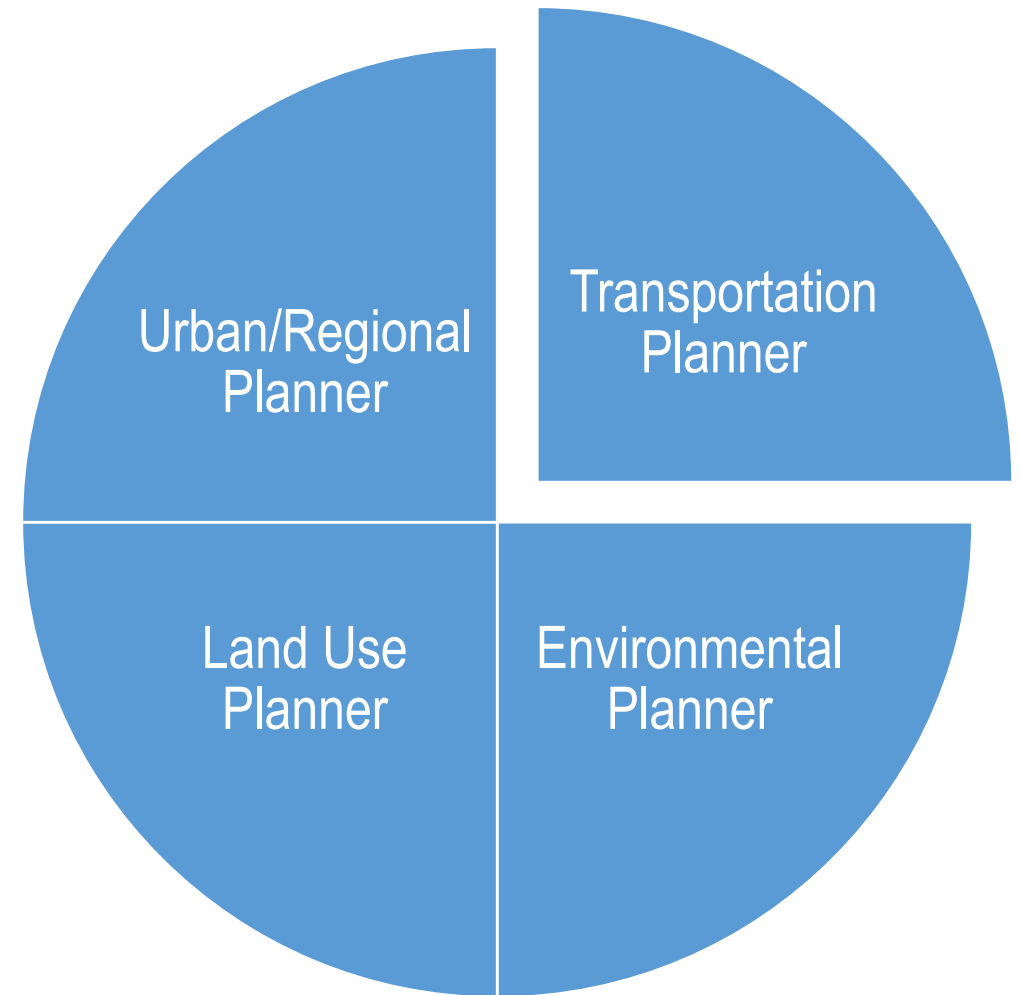 Urban/Regional
Planner
Transportation
Planner
Land Use
Planner
Environmental
Planner